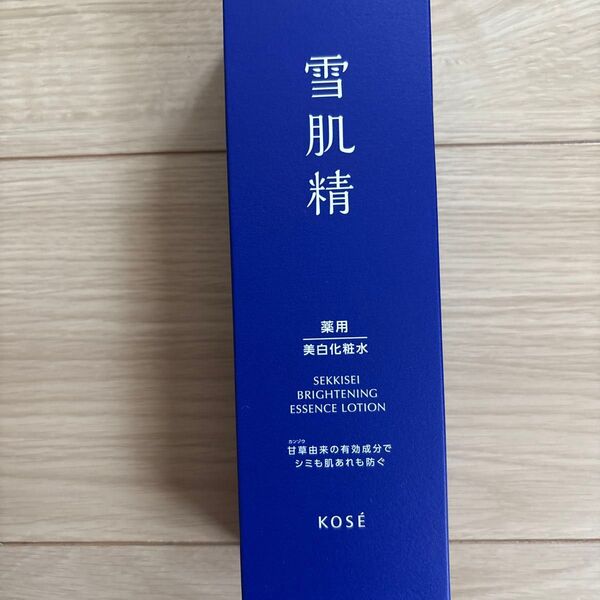 雪肌精
薬用
美白化粧水
SEKKISEI
BRIGHTENING
ESSENCE LOTION
カンゾウ
甘草由来の有効成分で
シミも肌あれも防ぐ
KOSÉ